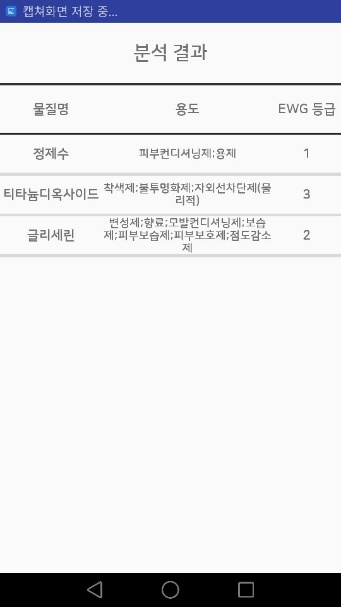 캡쳐화면 저장 중...
분석 결과
물질명 용도 EWG 등급
정제수 피부컨디셔닝제;용제 1
티타늄디옥사이드 착색제;불투명화제;자외선차단제(물
리적) 3
글리세린 변성제;향료;모발컨디셔닝제;보습
제;피부보습제;피부보호제;점도감소
제 2